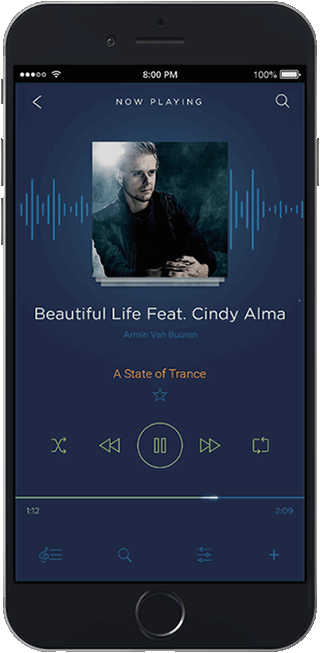 8:00 PM 100%
NOW PLAYING
Beautiful Life Feat. Cindy Alma
Armin Van Buuren
A State of Trance
1:12 2:09